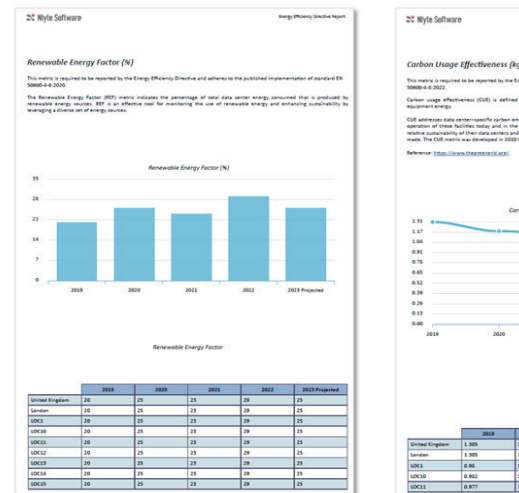 Nlyte Software
Energy Efficiency Directive Report
Renewable Energy Factor (%)
This metric is required to be reported by the Energy Efficiency Directive and adheres to the published implementation of standard EN
50600-4-6:2020.
The Renewable Energy Factor (REF) metric indicates the percentage of total data center energy consumed that is produced by
renewable energy sources. REF is an effective tool for monitoring the use of renewable energy and enhancing sustainability by
leveraging a diverse set of energy sources.
Renewable Energy Factor (%)
35
28
21
14
7
0
2019 2020 2021 2022 2023 Projected
Renewable Energy Factor
2019 2020 2021 2022 2023 Projected
United Kingdom 20 25 23 29 25
London 20 25 23 29 25
LOC1 20 25 23 29 25
LOC10 20 25 23 29 25
LOC11 20 25 23 29 25
LOC12 20 25 23 29 25
LOC13 20 25 23 29 25
LOC14 20 25 23 29 25
LOC15 20 25 23 29 25
Nlyte Software
Carbon Usage Effectiveness (kg
This metric is required to be reported by the E
50600-4-8:2022.
Carbon usage effectiveness (CUE) is defined
equipment energy.
CUE addresses data center-specific carbon em
operation of these facilities today and in the
relative sustainability of their data centers and
made. The CUE metric was developed in 2010
Reference: https://www.thegreengrid.org/
Car
1.31
1.17
1.04
0.91
0.78
0.65
0.52
0.39
0.26
0.13
0.00
2019 2020
2019
United Kingdom 1.305
London 1.305
LOC1 0.98
LOC10 0.962
LOC11 0.977